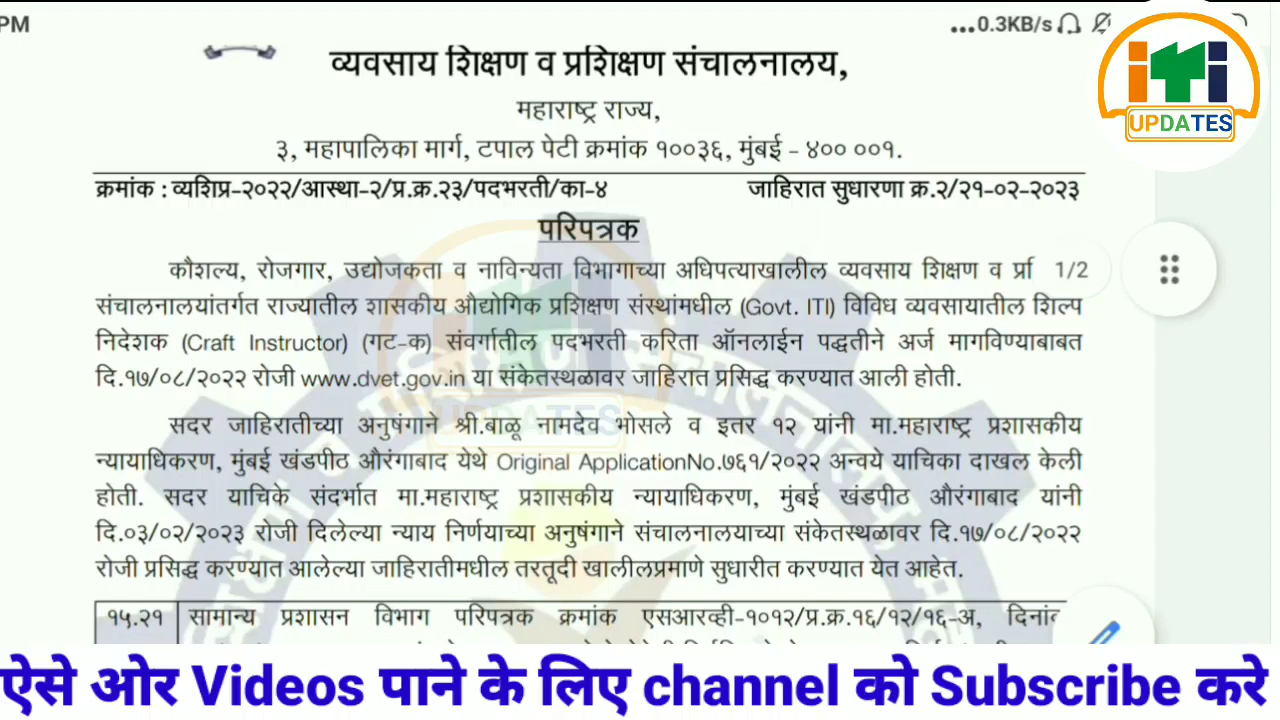 PM
...0.3KB/s
iTi
UPDATES
व्यवसाय शिक्षण व प्रशिक्षण संचालनालय,
महाराष्ट्र राज्य,
३, महापालिका मार्ग, टपाल पेटी क्रमांक १००३६, मुंबई - ४०० ००१.
क्रमांक : व्यशिप्र-२०२२/आस्था-२/प्र.क्र.२३/पदभरती/का-४ जाहिरात सुधारणा क्र.२/२१-०२-२०२३
परिपत्रक
कौशल्य, रोजगार, उद्योजकता व नाविन्यता विभागाच्या अधिपत्याखालील व्यवसाय शिक्षण व प्रशि 1/2
संचालनालयांतर्गत राज्यातील शासकीय औद्योगिक प्रशिक्षण संस्थांमधील (Govt. ITI) विविध व्यवसायातील शिल्प
निदेशक (Craft Instructor) (गट-क) संवर्गातील पदभरती करिता ऑनलाईन पद्धतीने अर्ज मागविण्याबाबत
दि.१७/०८/२०२२ रोजी www.dvet.gov.in या संकेतस्थळावर जाहिरात प्रसिद्ध करण्यात आली होती.
सदर जाहिरातीच्या अनुषंगाने श्री.बाळू नामदेव भोसले व इतर १२ यांनी मा.महाराष्ट्र प्रशासकीय
न्यायाधिकरण, मुंबई खंडपीठ औरंगाबाद येथे Original ApplicationNo.७६१/२०२२ अन्वये याचिका दाखल केली
होती. सदर याचिके संदर्भात मा.महाराष्ट्र प्रशासकीय न्यायाधिकरण, मुंबई खंडपीठ औरंगाबाद यांनी
दि.०३/०२/२०२३ रोजी दिलेल्या न्याय निर्णयाच्या अनुषंगाने संचालनालयाच्या संकेतस्थळावर दि.१७/०८/२०२२
रोजी प्रसिद्ध करण्यात आलेल्या जाहिरातीमधील तरतूदी खालीलप्रमाणे सुधारीत करण्यात येत आहेत.
१५.२१ सामान्य प्रशासन विभाग परिपत्रक क्रमांक एसआरव्ही-१०१२/प्र.क्र.१६/१२/१६-अ,
ऐसे ओर Videos पाने के लिए channel को Subscribe करे